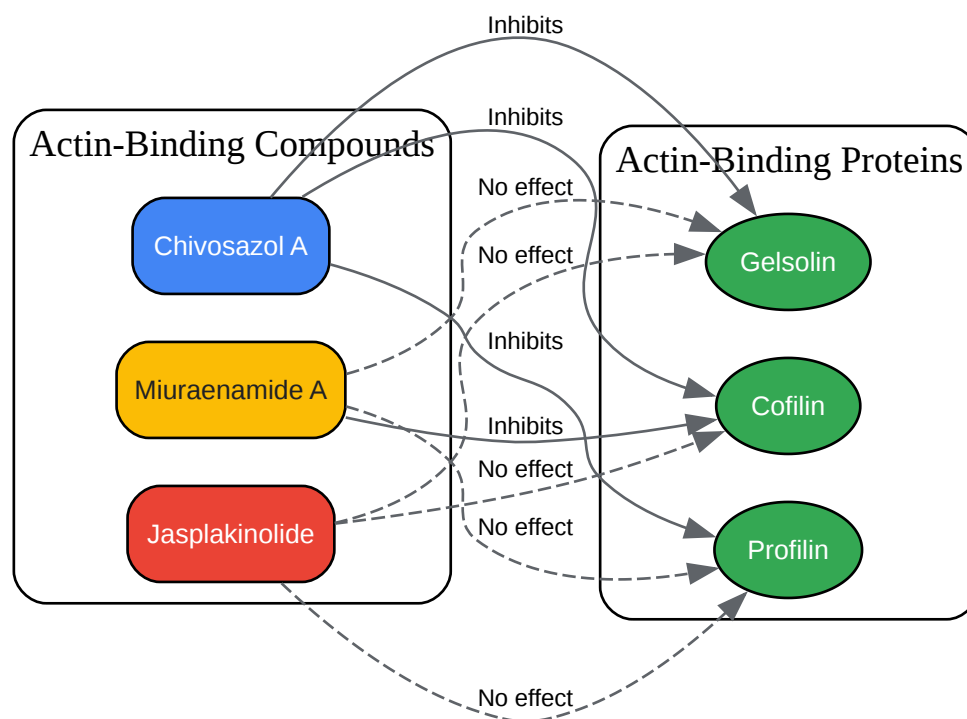 Inhibits
Actin-Binding Compounds
Inhibits
Actin-Binding Proteins
Chivosazol A
No effect
No effect
Gelsolin
Inhibits
Miuraenamide A
Inhibits
Cofilin
No effect
Jasplakinolide
No effect
Profilin
No effect